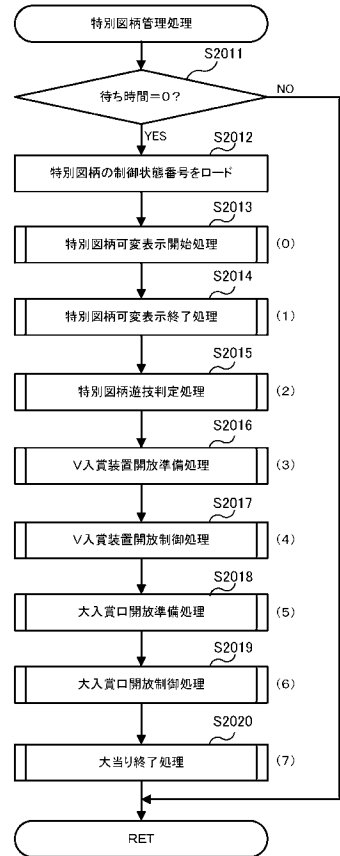 特別図柄管理処理
S2011
待ち時間=0?
NO
YES
S2012
特別図柄の制御状態番号をロード
S2013
特別図柄可変表示開始処理
(0)
S2014
特別図柄可変表示終了処理
(1)
S2015
特別図柄遊技判定処理
(2)
S2016
V入賞装置開放準備処理
(3)
S2017
V入賞装置開放制御処理
(4)
S2018
大入賞口開放準備処理
(5)
S2019
大入賞口開放制御処理
(6)
S2020
大当り終了処理
(7)
RET